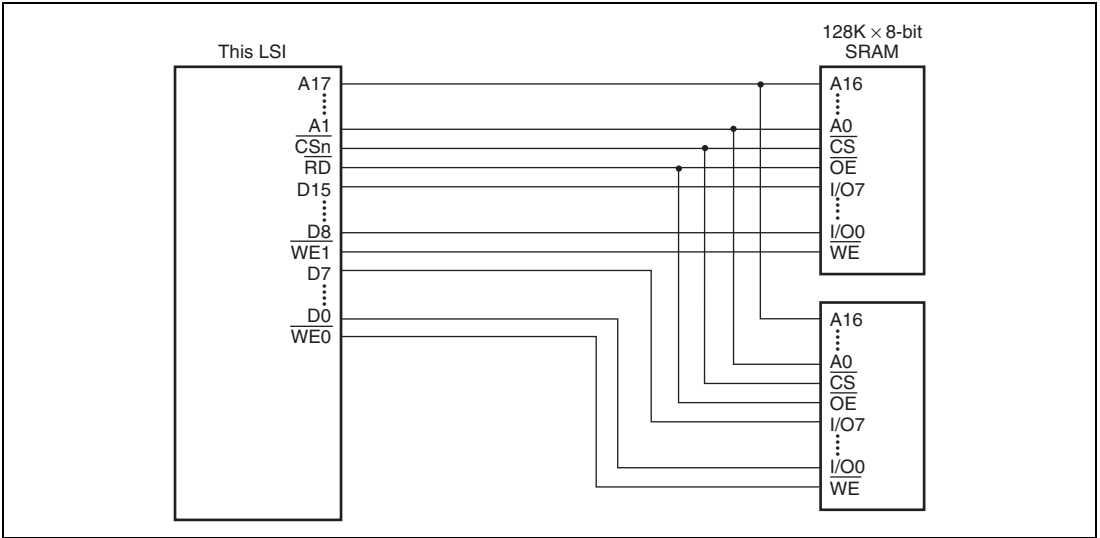 This LSI
A17
A1
CSn
RD
D15
D8
WE1
D7
D0
WE0
128K × 8-bit
SRAM
A16
A0
CS
OE
I/O7
I/O0
WE
A16
A0
CS
OE
I/O7
I/O0
WE